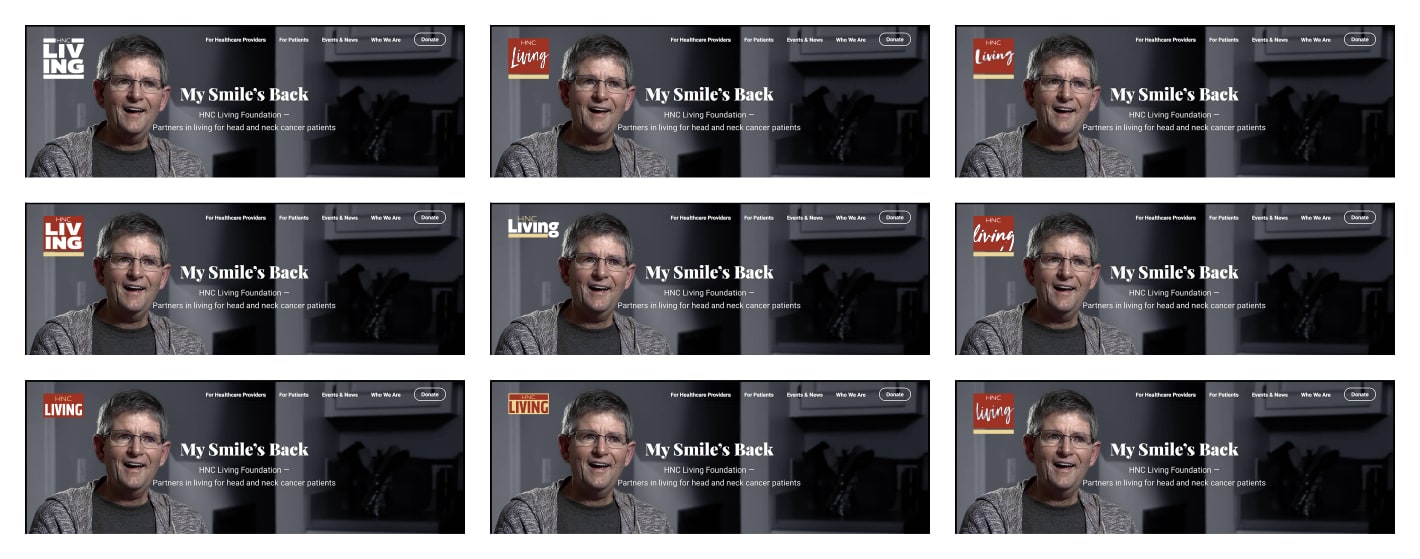 HNC
LIV
ING
For Healthcare Providers For Patients Events & News Who We Are Donate
My Smile's Back
HNC Living Foundation —
Partners in living for head and neck cancer patients
HNC
Living
For Healthcare Providers For Patients Events & News Who We Are Donate
My Smile's Back
HNC Living Foundation —
Partners in living for head and neck cancer patients
HNC
Living
For Healthcare Providers For Patients Events & News Who We Are Donate
My Smile's Back
HNC Living Foundation —
Partners in living for head and neck cancer patients
HNC
LIV
ING
For Healthcare Providers For Patients Events & News Who We Are Donate
My Smile's Back
HNC Living Foundation —
Partners in living for head and neck cancer patients
HNC
Living
For Healthcare Providers For Patients Events & News Who We Are Donate
My Smile's Back
HNC Living Foundation —
Partners in living for head and neck cancer patients
HNC
living
For Healthcare Providers For Patients Events & News Who We Are Donate
My Smile's Back
HNC Living Foundation —
Partners in living for head and neck cancer patients
HNC
LIVING
For Healthcare Providers For Patients Events & News Who We Are Donate
My Smile's Back
HNC Living Foundation —
Partners in living for head and neck cancer patients
HNC
LIVING
For Healthcare Providers For Patients Events & News Who We Are Donate
My Smile's Back
HNC Living Foundation —
Partners in living for head and neck cancer patients
HNC
living
For Healthcare Providers For Patients Events & News Who We Are Donate
My Smile's Back
HNC Living Foundation —
Partners in living for head and neck cancer patients